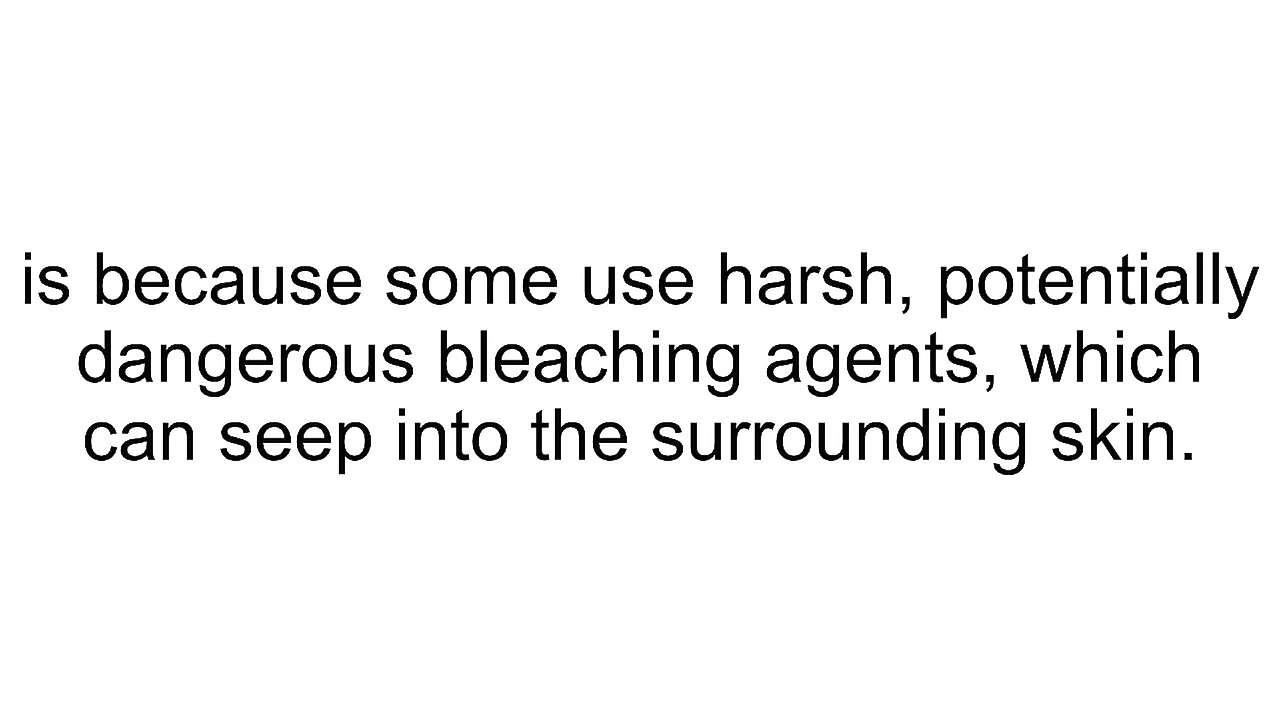 is because some use harsh, potentially
dangerous bleaching agents, which
can seep into the surrounding skin.